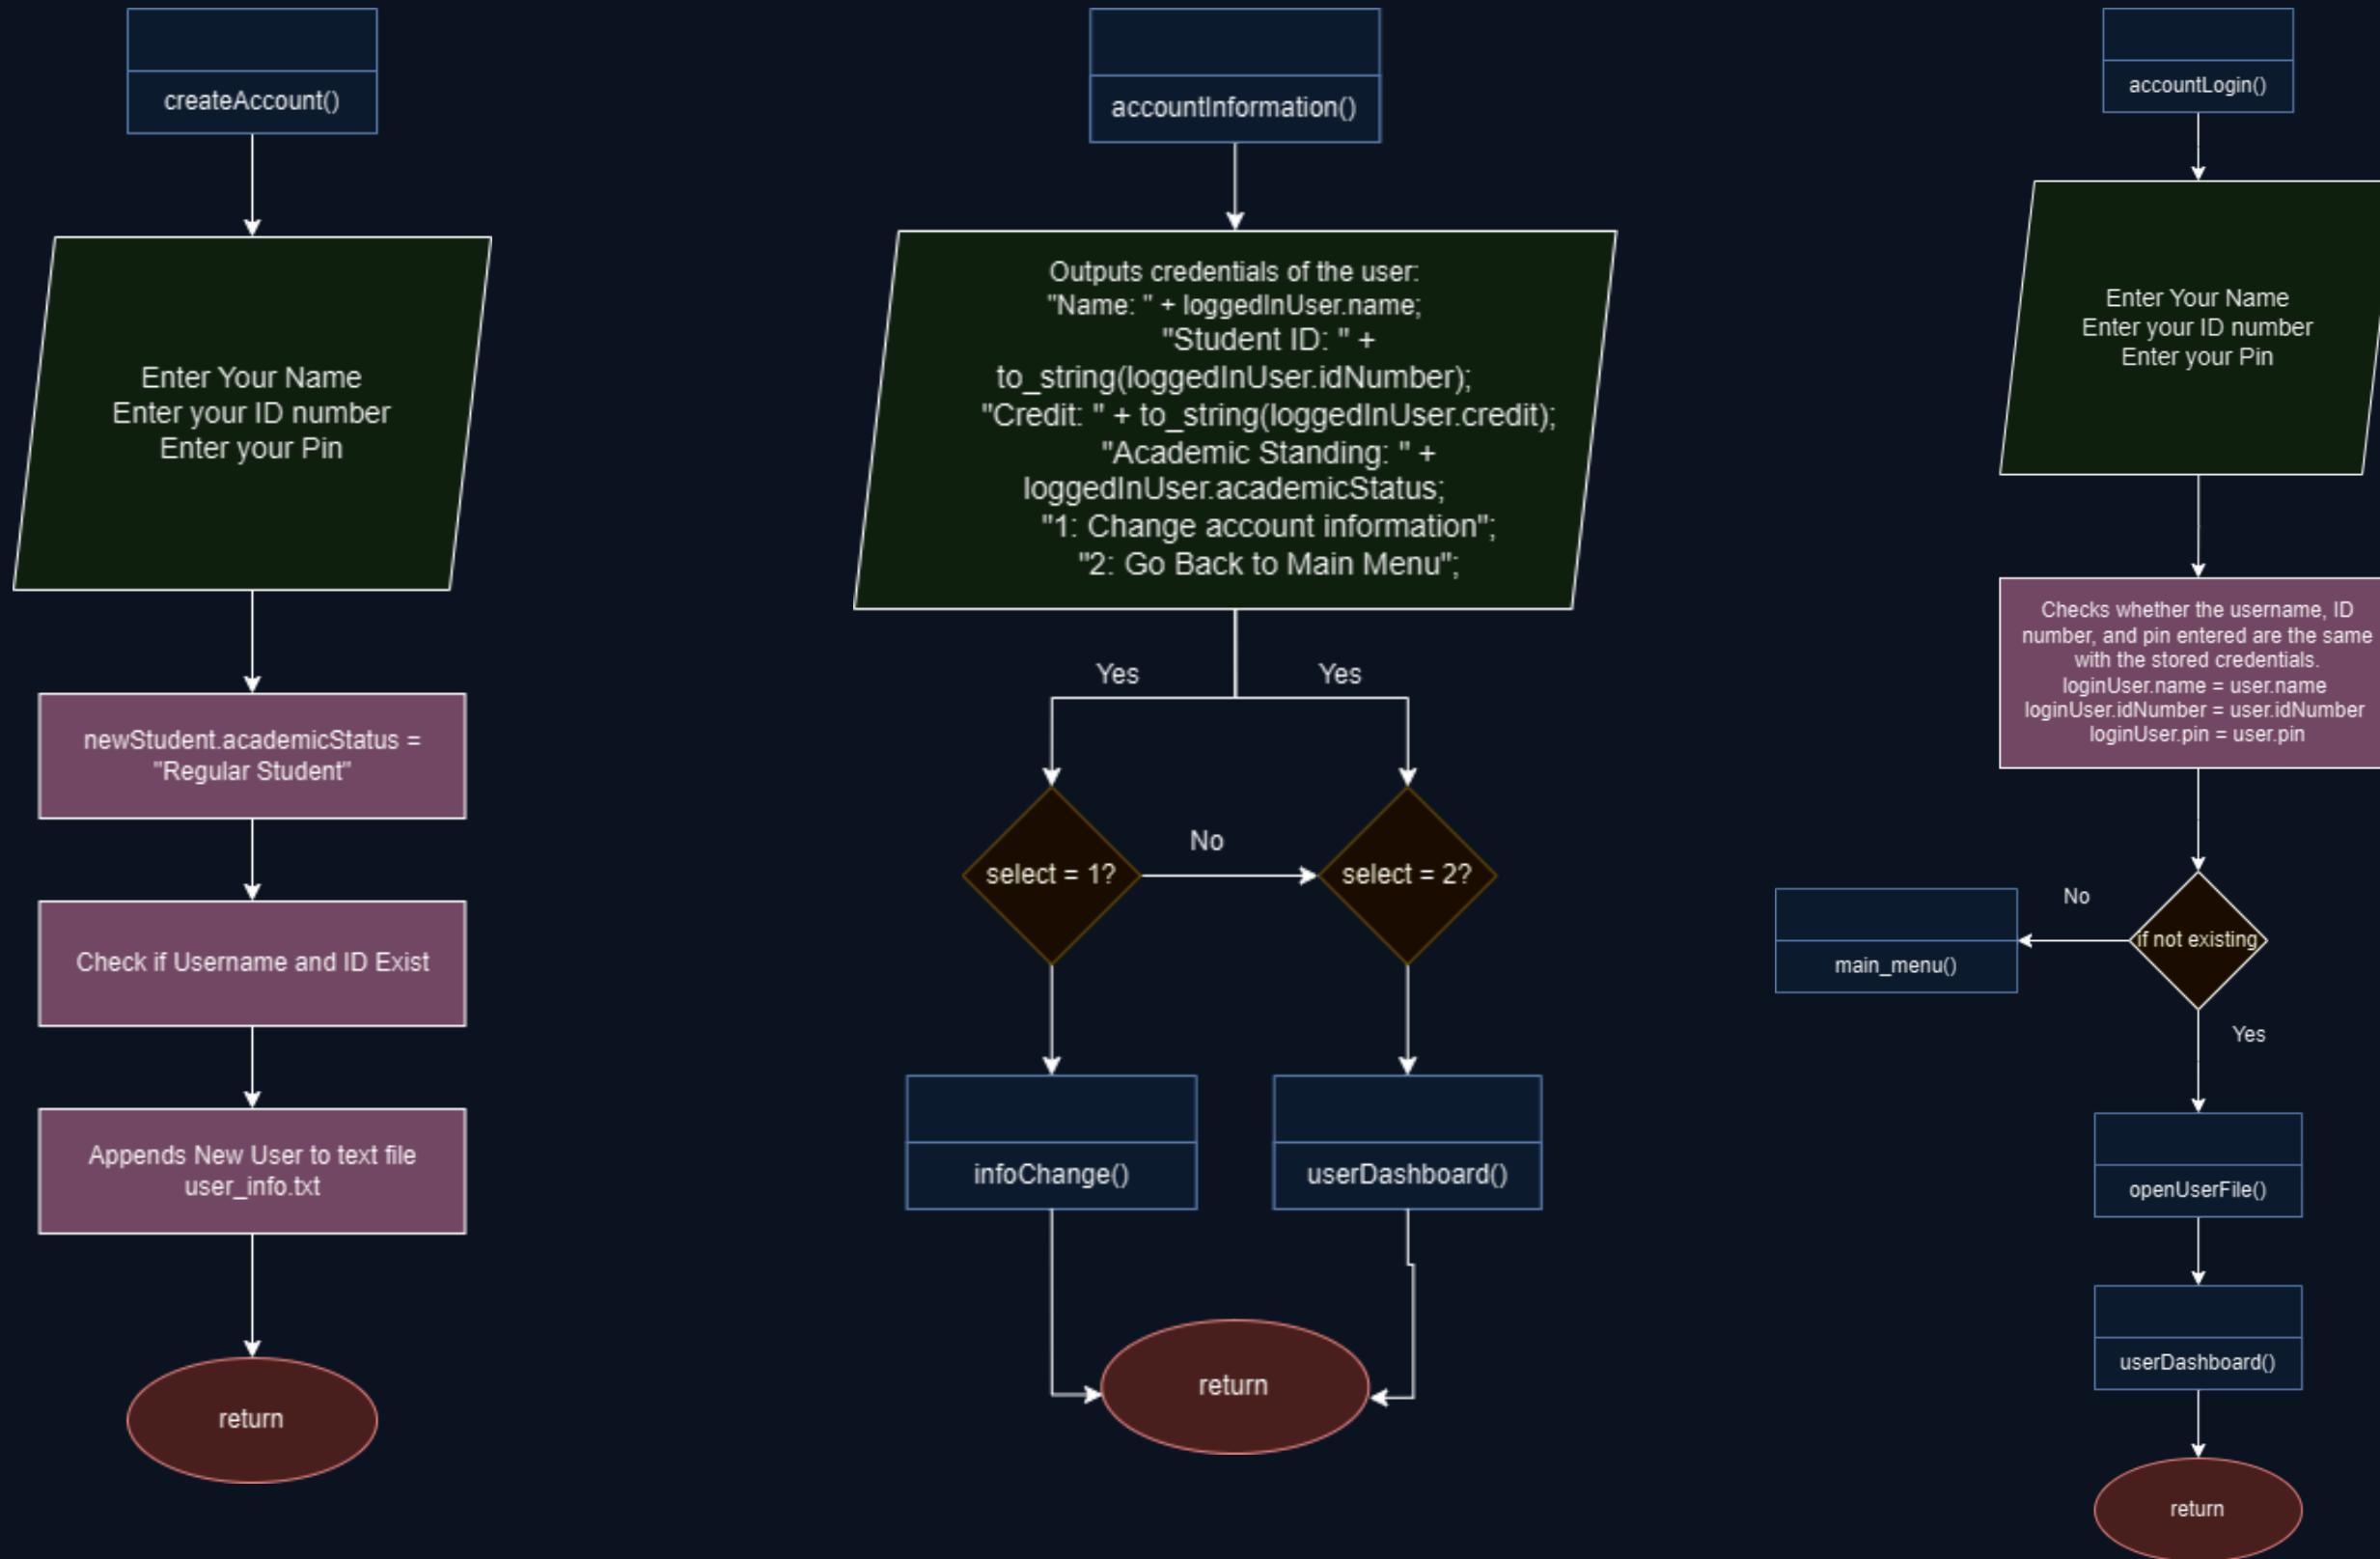 createAccount()
Enter Your Name
Enter your ID number
Enter your Pin
newStudent.academicStatus =
"Regular Student"
Check if Username and ID Exist
Appends New User to text file
user_info.txt
return
accountInformation()
Outputs credentials of the user:
"Name: " + loggedInUser.name;
"Student ID: " +
to_string(loggedInUser.idNumber);
"Credit: " + to_string(loggedInUser.credit);
"Academic Standing: " +
loggedInUser.academicStatus;
"1: Change account information";
"2: Go Back to Main Menu";
Yes
Yes
select = 1?
No
select = 2?
infoChange()
userDashboard()
return
accountLogin()
Enter Your Name
Enter your ID number
Enter your Pin
Checks whether the username, ID
number, and pin entered are the same
with the stored credentials.
loginUser.name = user.name
loginUser.idNumber = user.idNumber
loginUser.pin = user.pin
if not existing
No
main_menu()
Yes
openUserFile()
userDashboard()
return